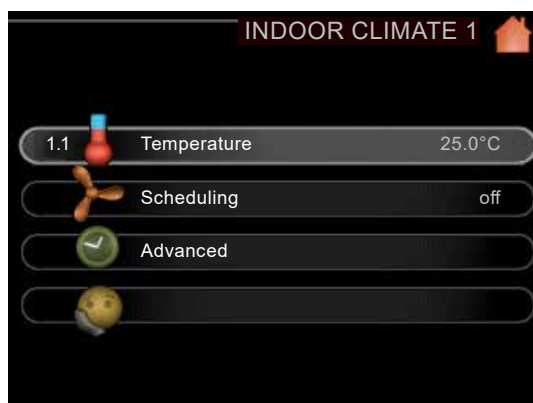 INDOOR CLIMATE 1
1.1 Temperature 25.0°C
Scheduling off
Advanced